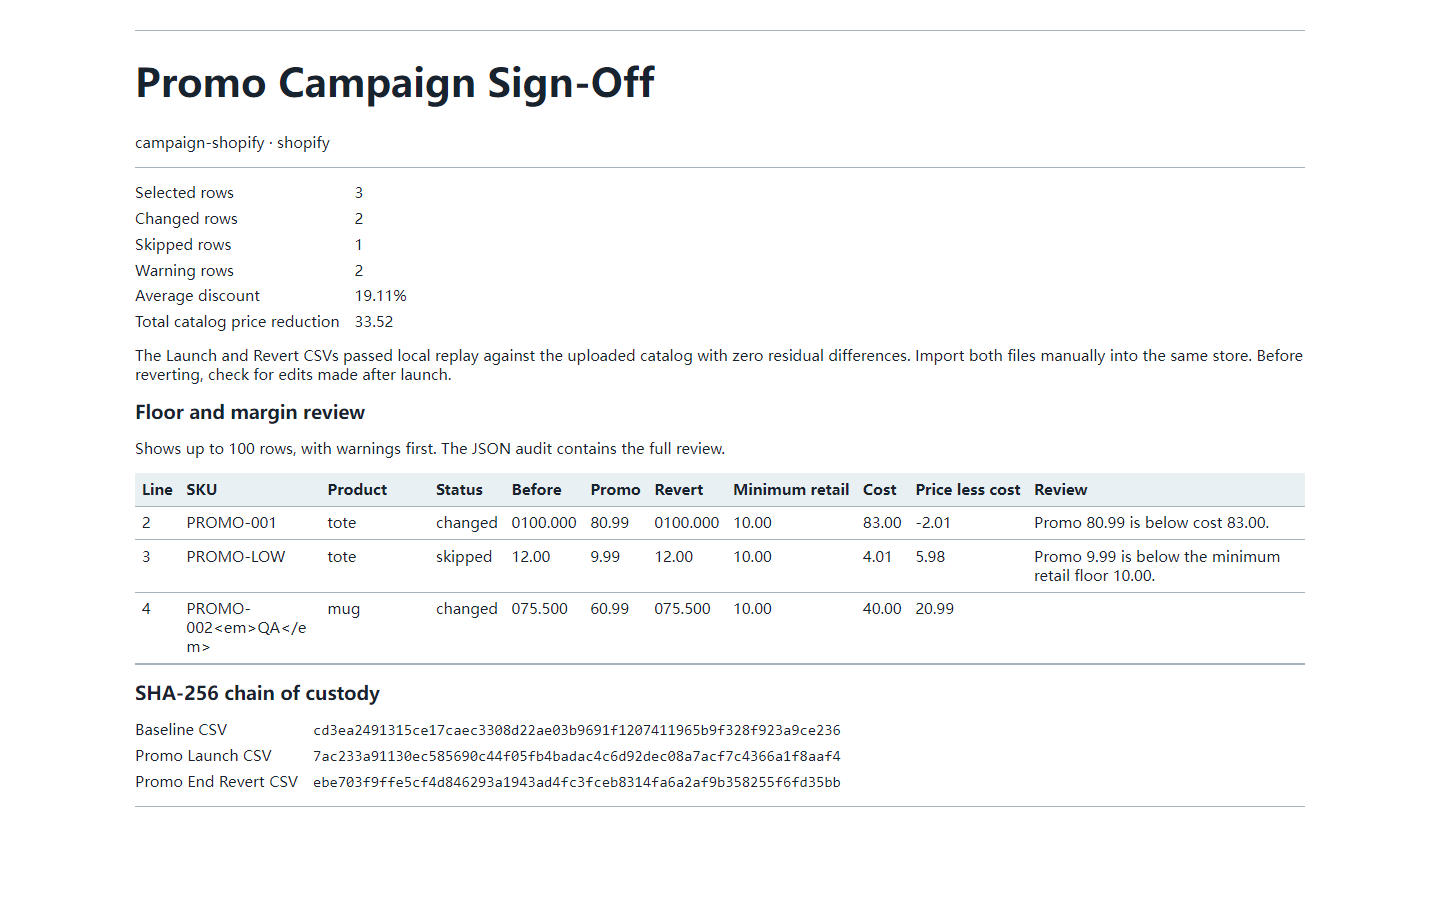 Promo Campaign Sign-Off
campaign-shopify · shopify
Selected rows 3
Changed rows 2
Skipped rows 1
Warning rows 2
Average discount 19.11%
Total catalog price reduction 33.52
The Launch and Revert CSVs passed local replay against the uploaded catalog with zero residual differences. Import both files manually into the same store. Before
reverting, check for edits made after launch.
Floor and margin review
Shows up to 100 rows, with warnings first. The JSON audit contains the full review.
Line SKU Product Status Before Promo Revert Minimum retail Cost Price less cost Review
2 PROMO-001 tote changed 0100.000 80.99 0100.000 10.00 83.00 -2.01 Promo 80.99 is below cost 83.00.
3 PROMO-LOW tote skipped 12.00 9.99 12.00 10.00 4.01 5.98 Promo 9.99 is below the minimum
retail floor 10.00.
4 PROMO- mug changed 075.500 60.99 075.500 10.00 40.00 20.99
002<em>QA</e
m>
SHA-256 chain of custody
Baseline CSV cd3ea2491315ce17caec3308d22ae03b9691f1207411965b9f328f923a9ce236
Promo Launch CSV 7ac233a91130ec585690c44f05fb4badac4c6d92dec08a7acf7c4366a1f8aaf4
Promo End Revert CSV ebe703f9ffe5cf4d846293a1943ad4fc3fceb8314fa6a2af9b358255f6fd35bb